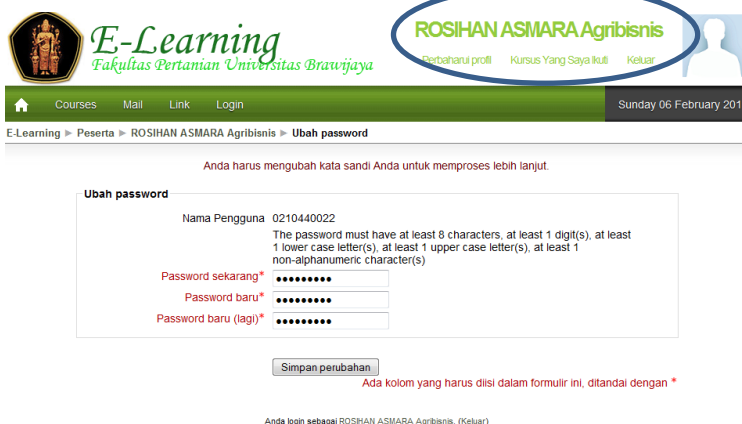 E-Learning
Fakultas Pertanian Universitas Brawijaya
ROSIHAN ASMARA Agribisnis
Perbaharui profil Kursus Yang Saya Ikuti Keluar
Courses Mail Link Login
Sunday 06 February 201
E-Learning ► Peserta ► ROSIHAN ASMARA Agribisnis ► Ubah password
Anda harus mengubah kata sandi Anda untuk memproses lebih lanjut.
Ubah password
Nama Pengguna 0210440022
The password must have at least 8 characters, at least 1 digit(s), at least
1 lower case letter(s), at least 1 upper case letter(s), at least 1
non-alphanumeric character(s)
Password sekarang* •••••••••
Password baru* •••••••••
Password baru (lagi)* •••••••••
Simpan perubahan
Ada kolom yang harus diisi dalam formulir ini, ditandai dengan *
Anda login sebagai ROSIHAN ASMARA Agribisnis. (Keluar)